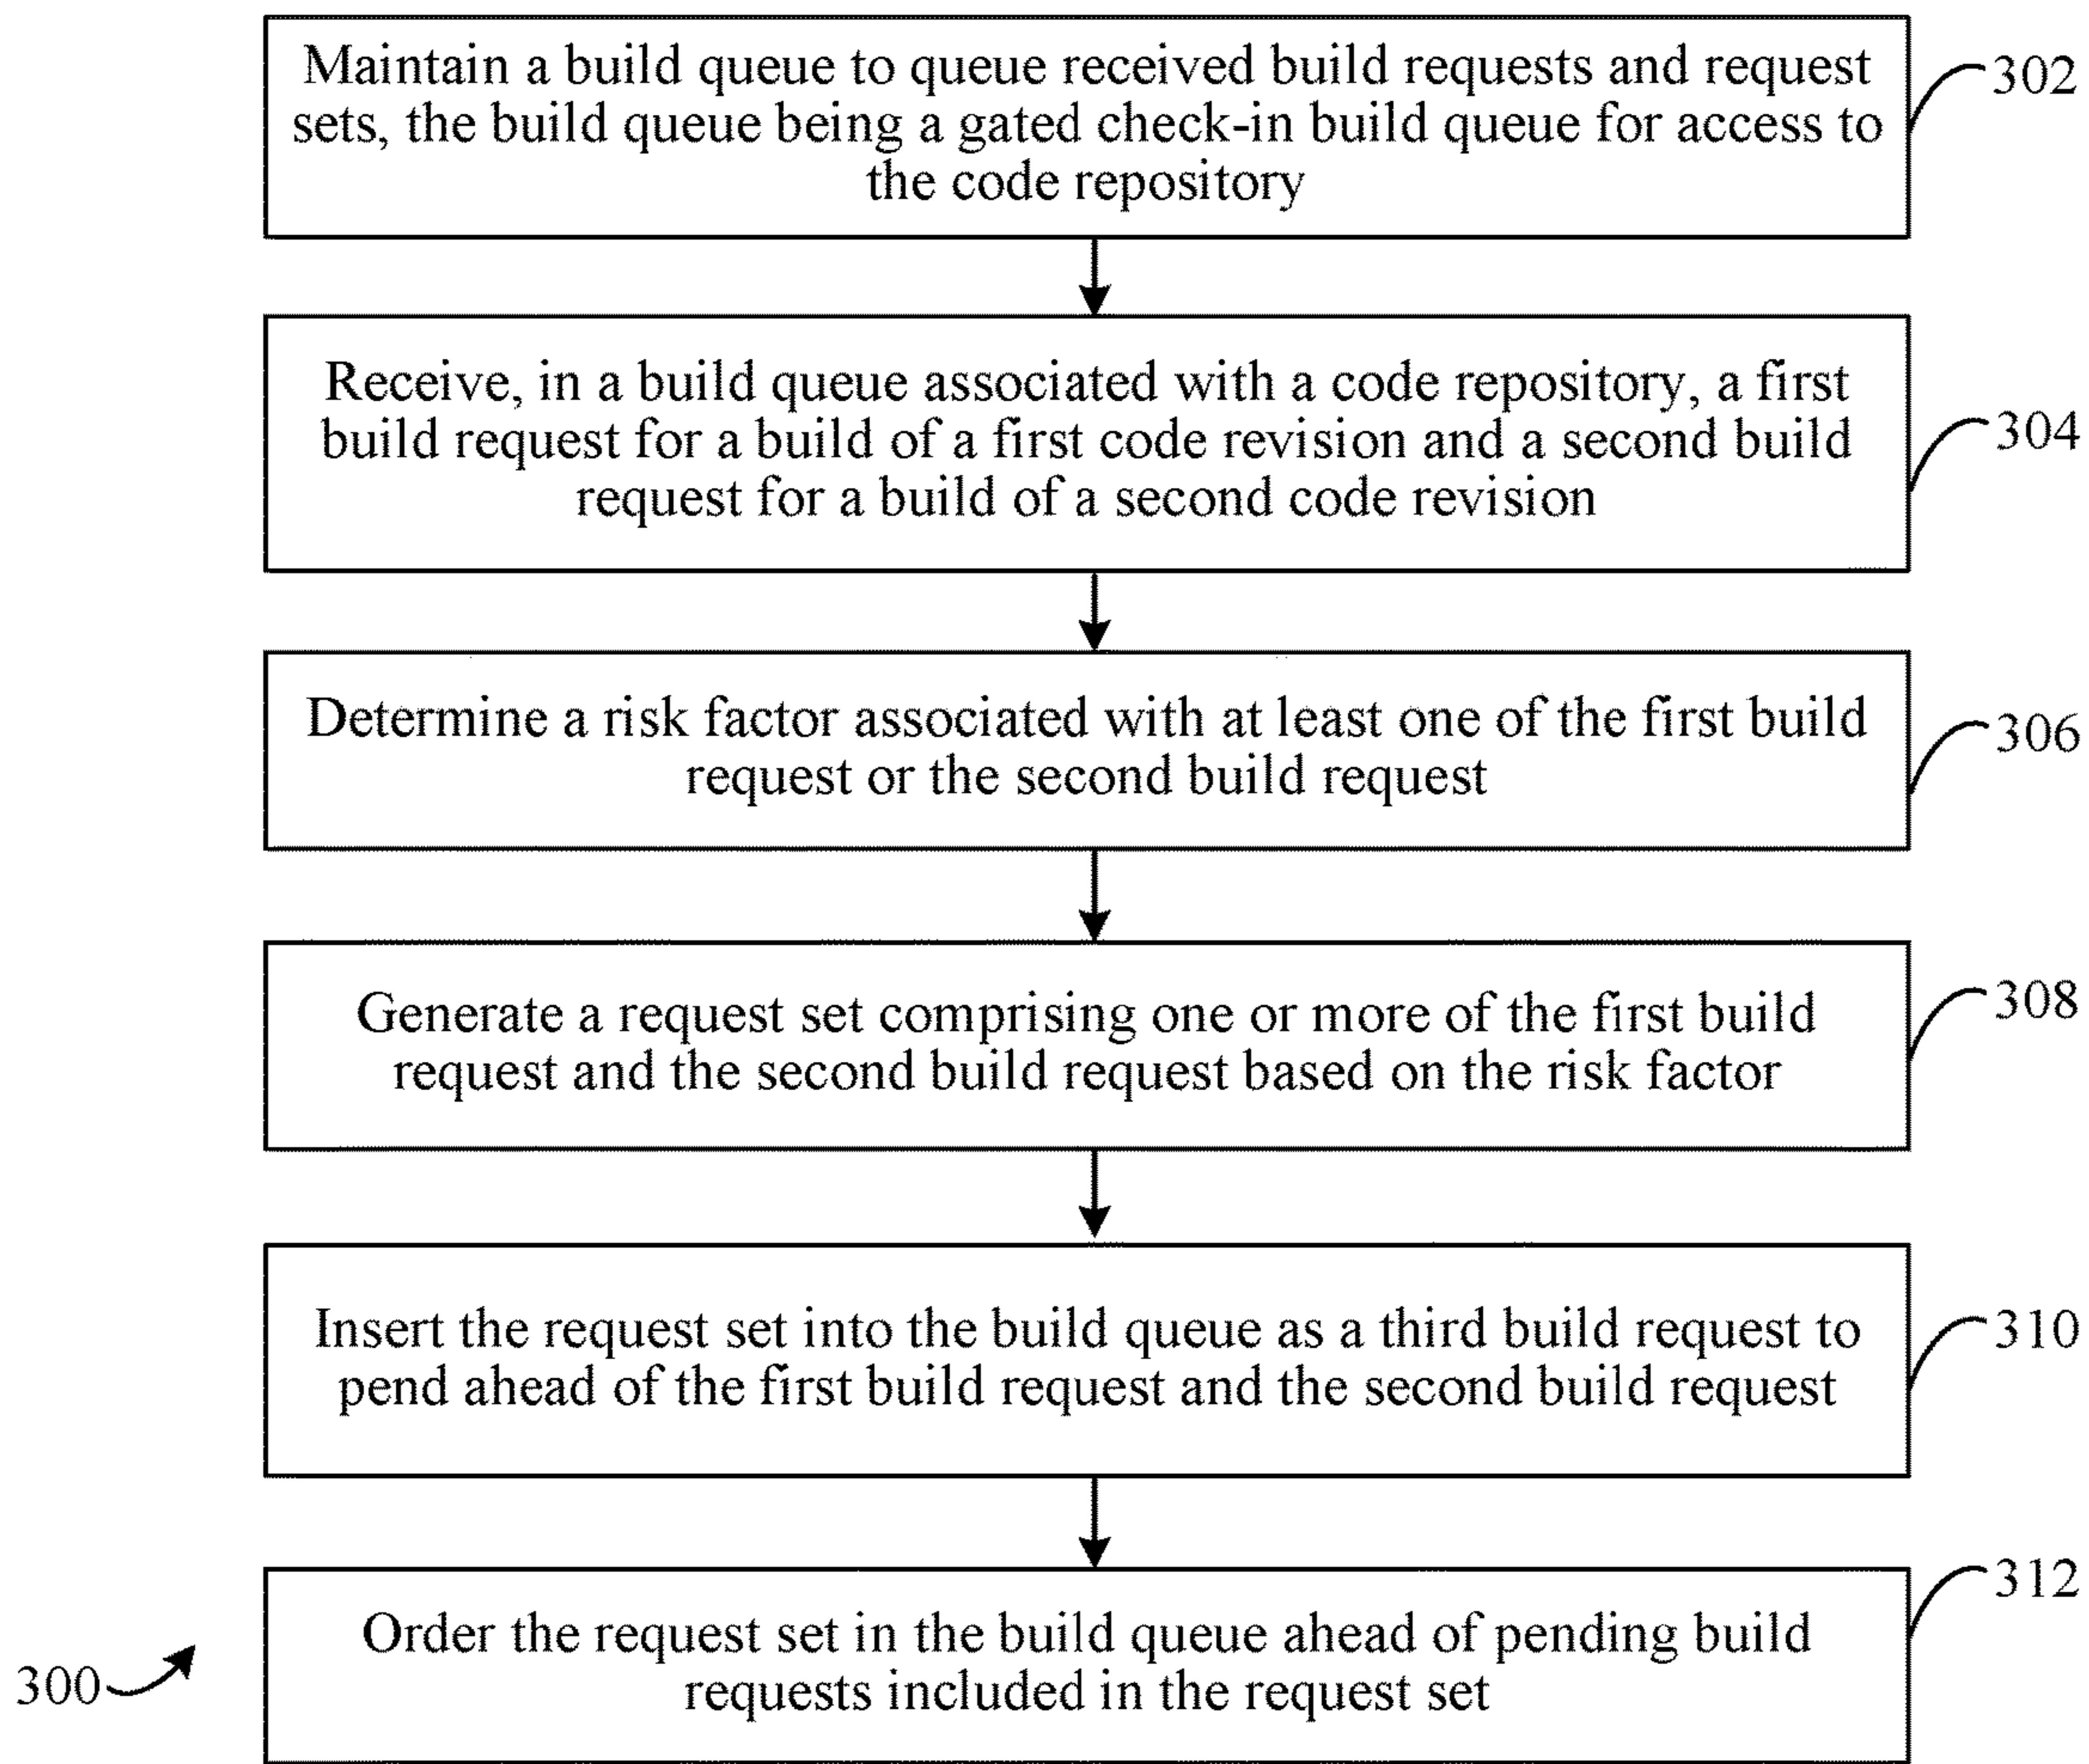 Maintain a build queue to queue received build requests and request
sets, the build queue being a gated check-in build queue for access to
the code repository
302
Receive, in a build queue associated with a code repository, a first
build request for a build of a first code revision and a second build
request for a build of a second code revision
304
Determine a risk factor associated with at least one of the first build
request or the second build request
306
Generate a request set comprising one or more of the first build
request and the second build request based on the risk factor
308
Insert the request set into the build queue as a third build request to
pend ahead of the first build request and the second build request
310
Order the request set in the build queue ahead of pending build
requests included in the request set
312
300